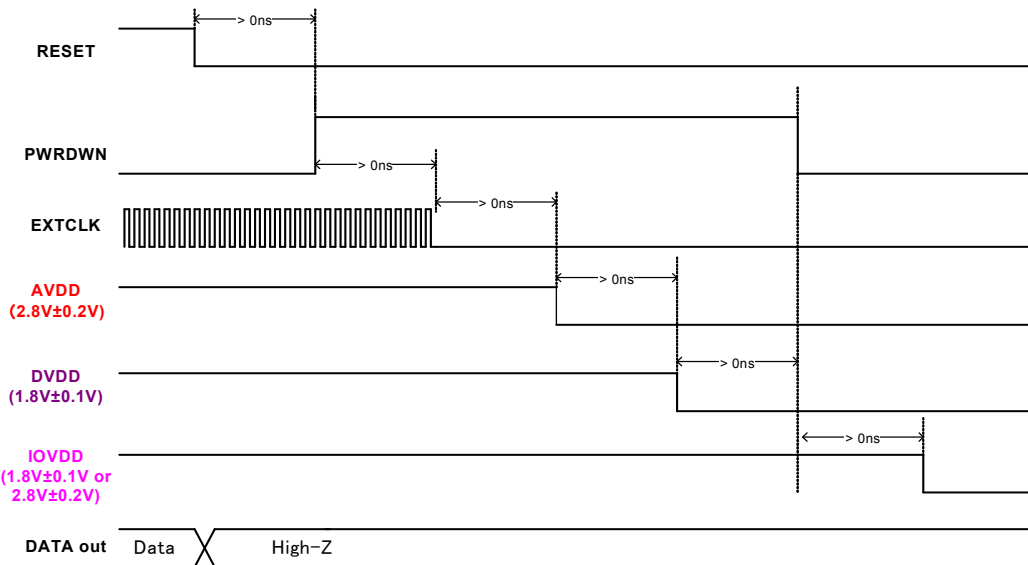 > 0ns
RESET
PWRDWN
> 0ns
> 0ns
EXTCLK
> 0ns
AVDD
(2.8V±0.2V)
> 0ns
DVDD
(1.8V±0.1V)
> 0ns
IOVDD
(1.8V±0.1V or
2.8V±0.2V)
DATA out
Data
High-Z